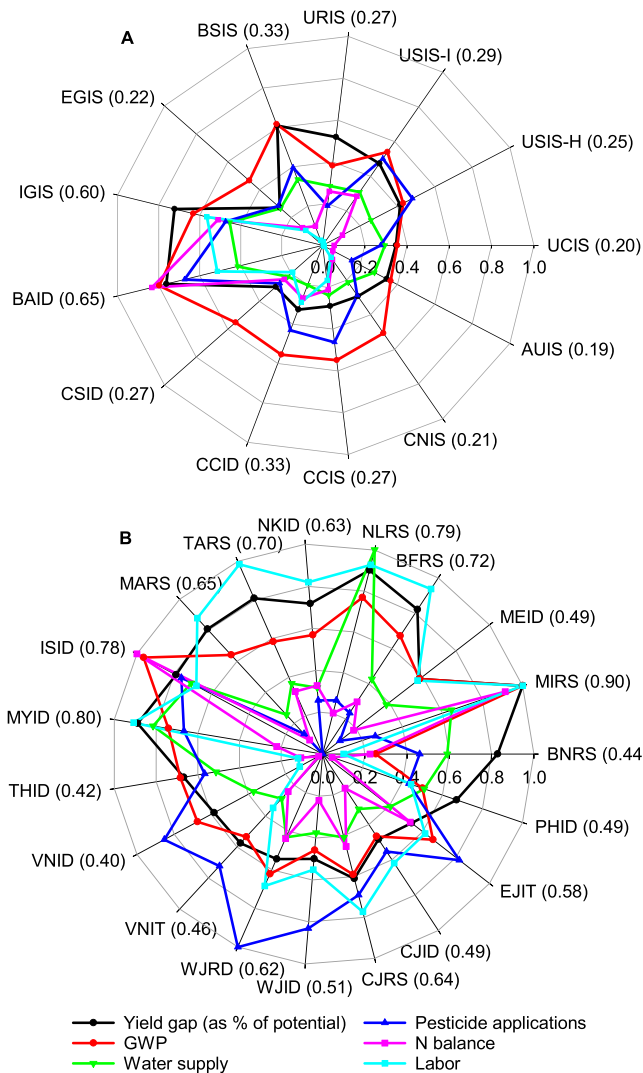 A
URIS (0.27)
BSIS (0.33)
USIS-I (0.29)
EGIS (0.22)
USIS-H (0.25)
IGIS (0.60)
UCIS (0.20)
0.0 0.2 0.4 0.6 0.8 1.0
BAID (0.65)
AUIS (0.19)
CSID (0.27)
CNIS (0.21)
CCID (0.33)
CCIS (0.27)
B
NKID (0.63)
NLRS (0.79)
TARS (0.70)
BFRS (0.72)
MARS (0.65)
MEID (0.49)
ISID (0.78)
MIRS (0.90)
MYID (0.80)
BNRS (0.44)
0.0 0.2 0.4 0.6 0.8 1.0
THID (0.42)
PHID (0.49)
VNID (0.40)
EJIT (0.58)
VNIT (0.46)
CJID (0.49)
WJRD (0.62)
WJID (0.51)
CJRS (0.64)
Yield gap (as % of potential)
Pesticide applications
GWP
N balance
Water supply
Labor